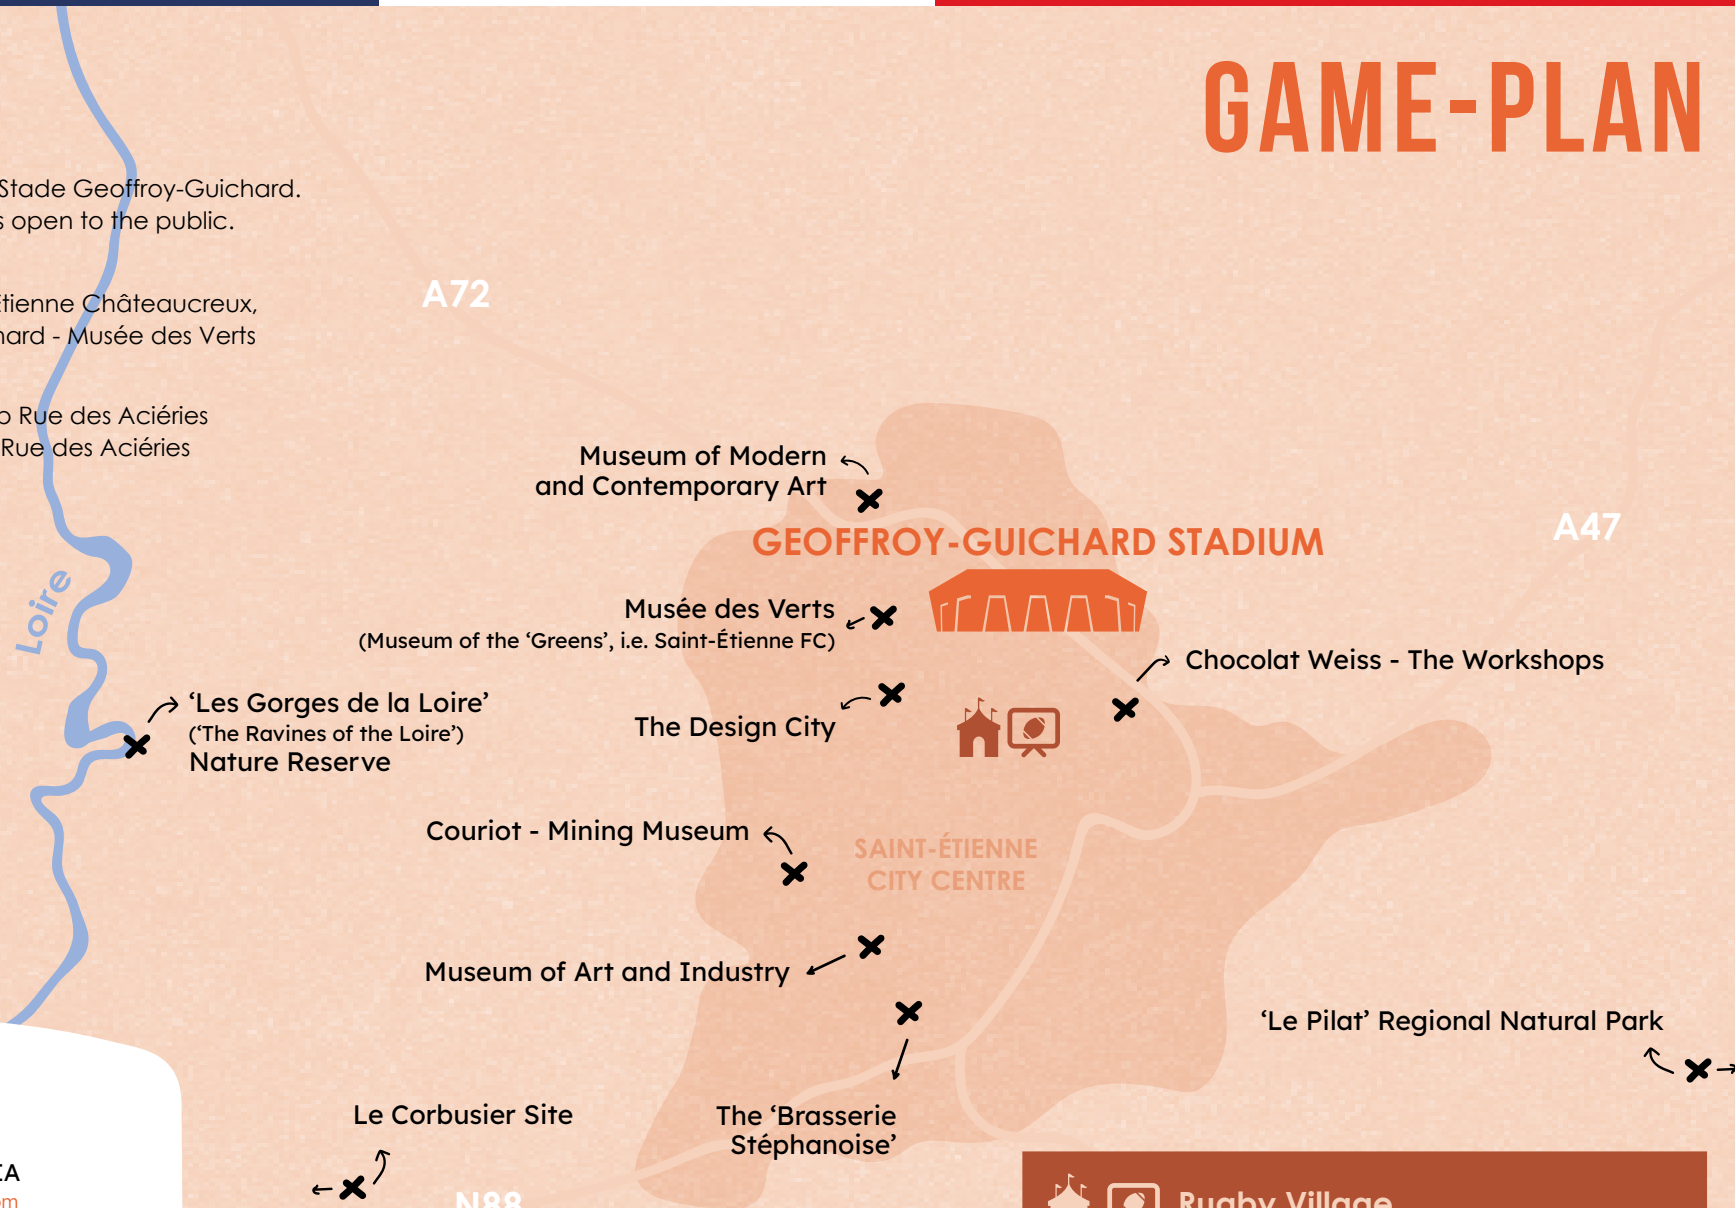 GAME-PLAN
Stade Geoffroy-Guichard.
open to the public.
Étienne Châteaucreux,
- Musée des Verts
Rue des Aciéries
Rue des Aciéries
A72
Museum of Modern
and Contemporary Art
GEOFFROY-GUICHARD STADIUM
A47
Loire
Musée des Verts
(Museum of the ‘Greens’, i.e. Saint-Étienne FC)
Chocolat Weiss - The Workshops
‘Les Gorges de la Loire’
(‘The Ravines of the Loire’)
Nature Reserve
The Design City
Couriot - Mining Museum
SAINT-ÉTIENNE
CITY CENTRE
Museum of Art and Industry
‘Le Pilat’ Regional Natural Park
Le Corbusier Site
The ‘Brasserie
Stéphanoise’
N88
Rugby Village